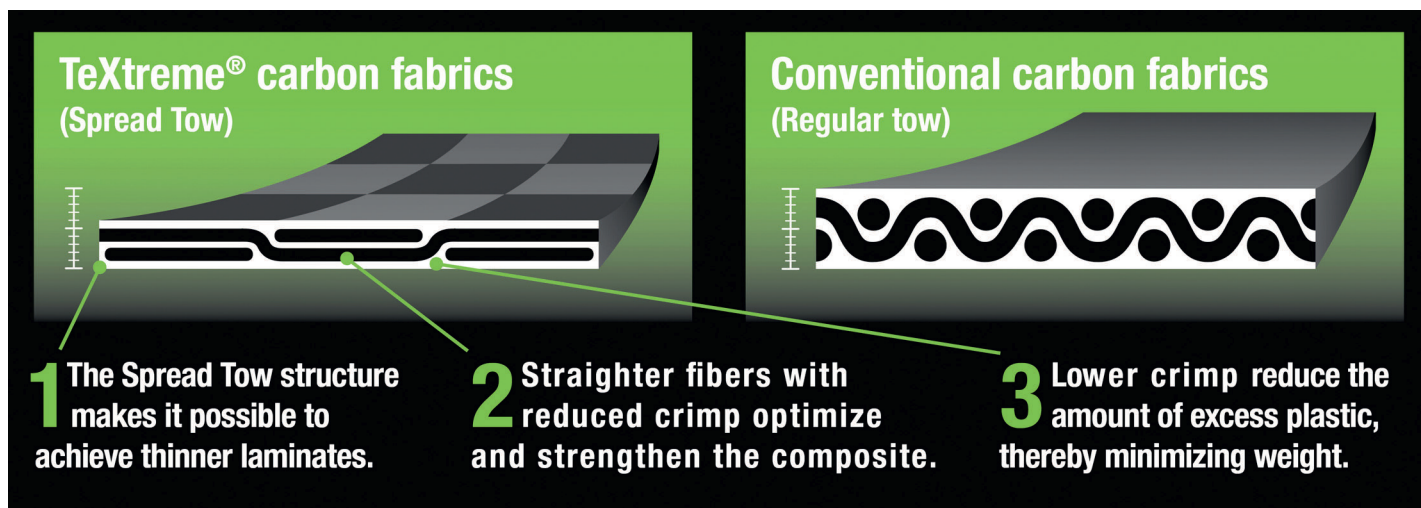 TeXtreme® carbon fabrics
(Spread Tow)
Conventional carbon fabrics
(Regular tow)
1 The Spread Tow structure
makes it possible to
achieve thinner laminates.
2 Straighter fibers with
reduced crimp optimize
and strengthen the composite.
3 Lower crimp reduce the
amount of excess plastic,
thereby minimizing weight.